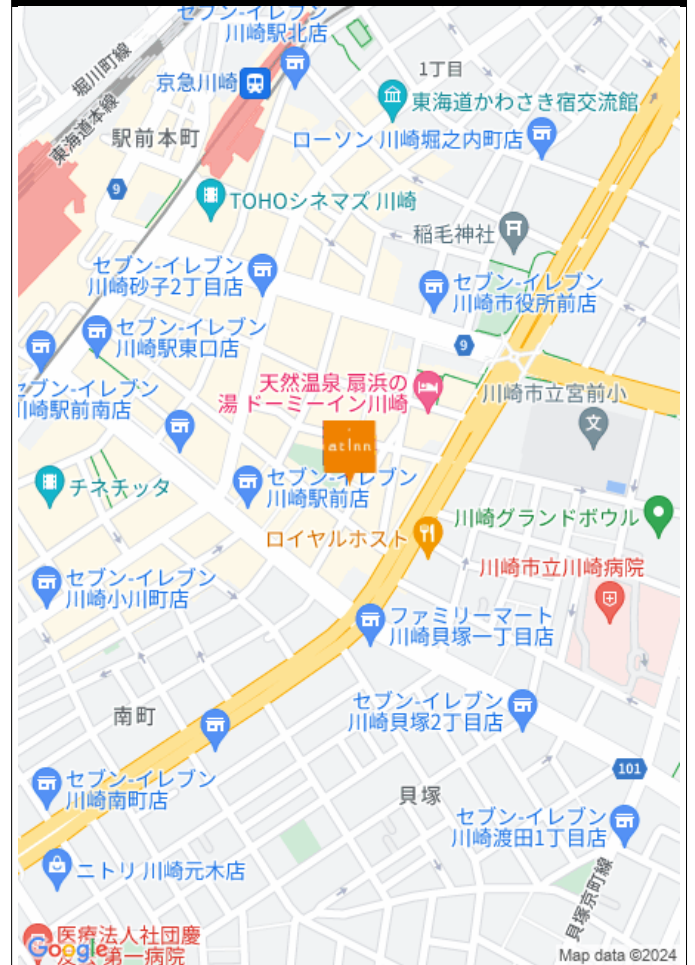 セブン-イレブン
川崎駅北店
堀川町線
東海道本線
京急川崎
1丁目
東海道かわさき宿交流館
駅前本町
ローソン 川崎堀之内町店
9
TOHOシネマズ 川崎
稲毛神社
セブン-イレブン
川崎砂子2丁目店
セブン-イレブン
川崎市役所前店
セブン-イレブン
川崎駅東口店
9
セブン-イレブン
川崎駅前南店
天然温泉 扇浜の
湯 ドーミーイン川崎
川崎市立宮前小
文
at inn
チネチッタ
セブン-イレブン
川崎駅前店
川崎グランドボウル
ロイヤルホスト
川崎市立川崎病院
セブン-イレブン
川崎小川町店
ファミリーマート
川崎貝塚一丁目店
南町
セブン-イレブン
川崎貝塚2丁目店
101
セブン-イレブン
川崎南町店
貝塚
セブン-イレブン
川崎渡田1丁目店
ニトリ 川崎元木店
貝塚京町線
医療法人社団慶
友会 第一病院
Google
Map data ©2024